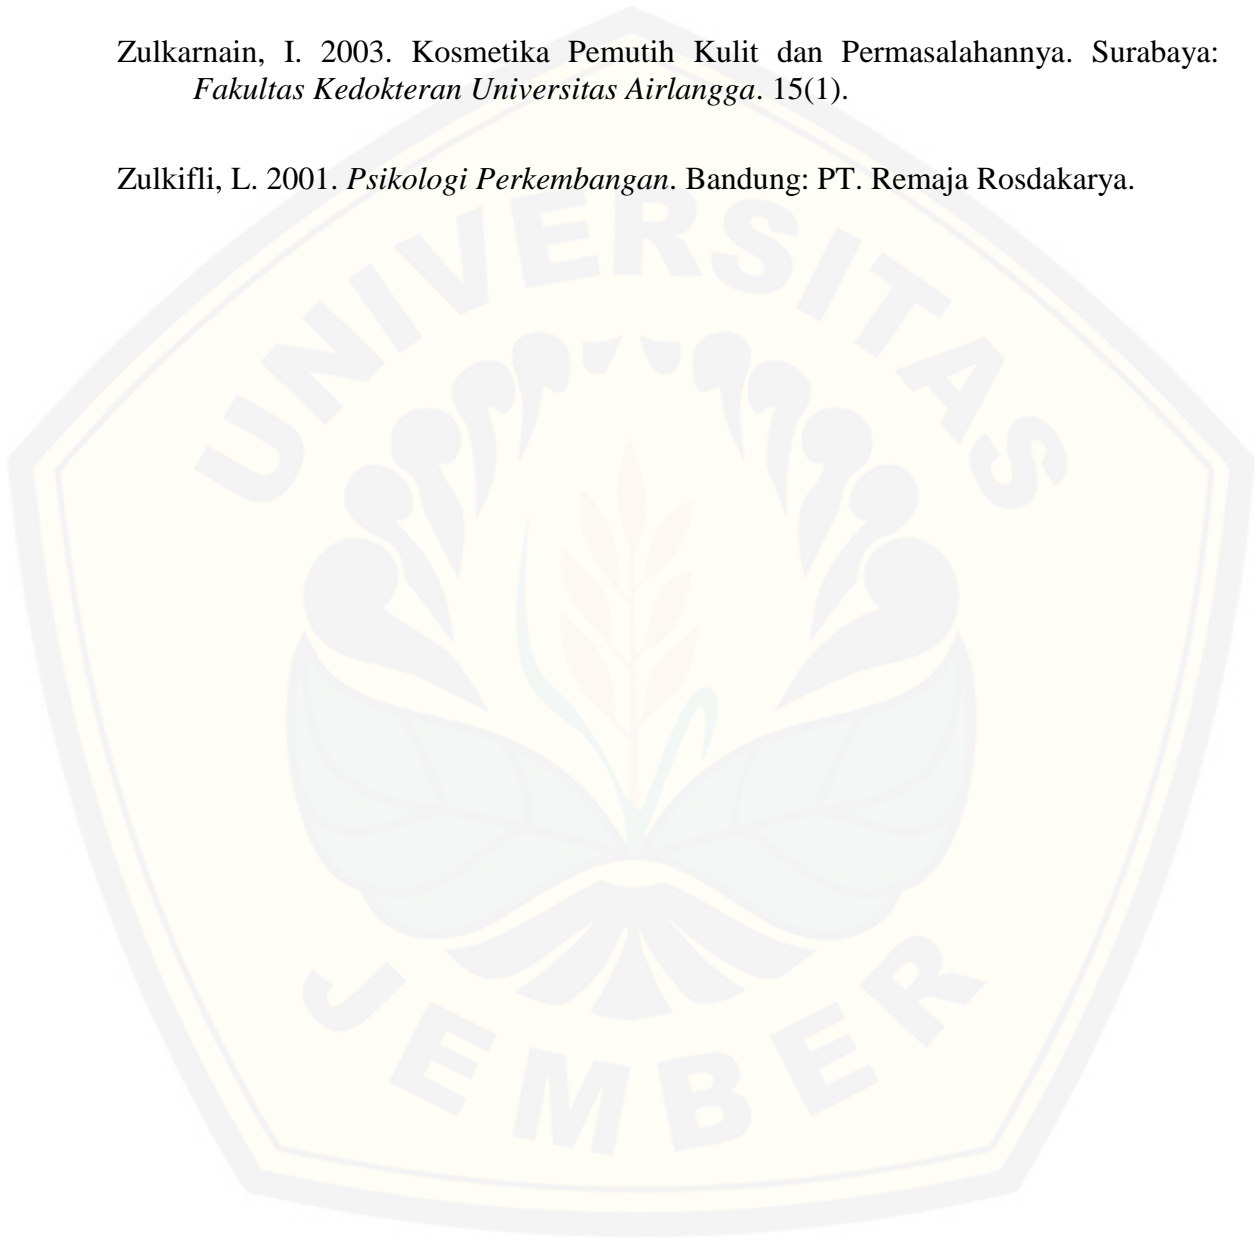 Zulkarnain, I. 2003. Kosmetika Pemutih Kulit dan Permasalahannya. Surabaya:
Fakultas Kedokteran Universitas Airlangga. 15(1).
Zulkifli, L. 2001. Psikologi Perkembangan. Bandung: PT. Remaja Rosdakarya.
UNIVERSITAS
JEMBER